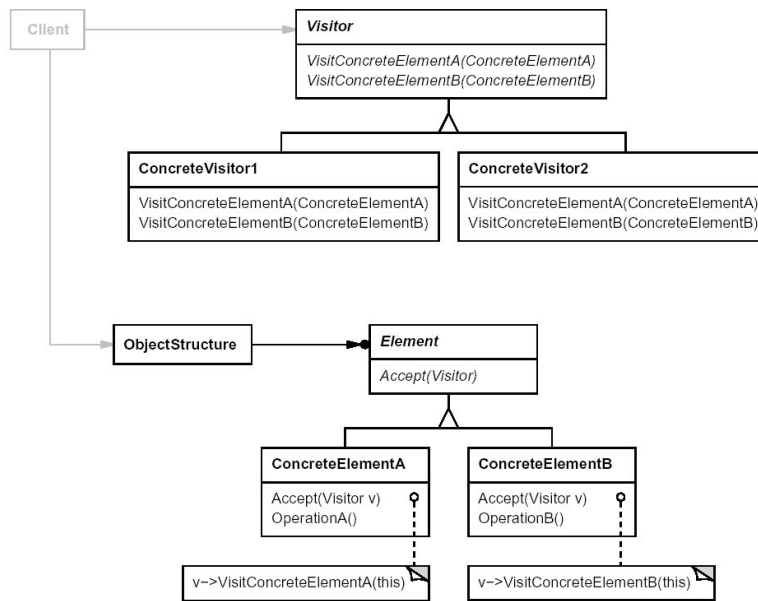 Client
Visitor
VisitConcreteElementA(ConcreteElementA)
VisitConcreteElementB(ConcreteElementB)
ConcreteVisitor1
VisitConcreteElementA(ConcreteElementA)
VisitConcreteElementB(ConcreteElementB)
ConcreteVisitor2
VisitConcreteElementA(ConcreteElementA)
VisitConcreteElementB(ConcreteElementB)
ObjectStructure
Element
Accept(Visitor)
ConcreteElementA
Accept(Visitor v)
OperationA()
ConcreteElementB
Accept(Visitor v)
OperationB()
v−>VisitConcreteElementA(this)
v−>VisitConcreteElementB(this)